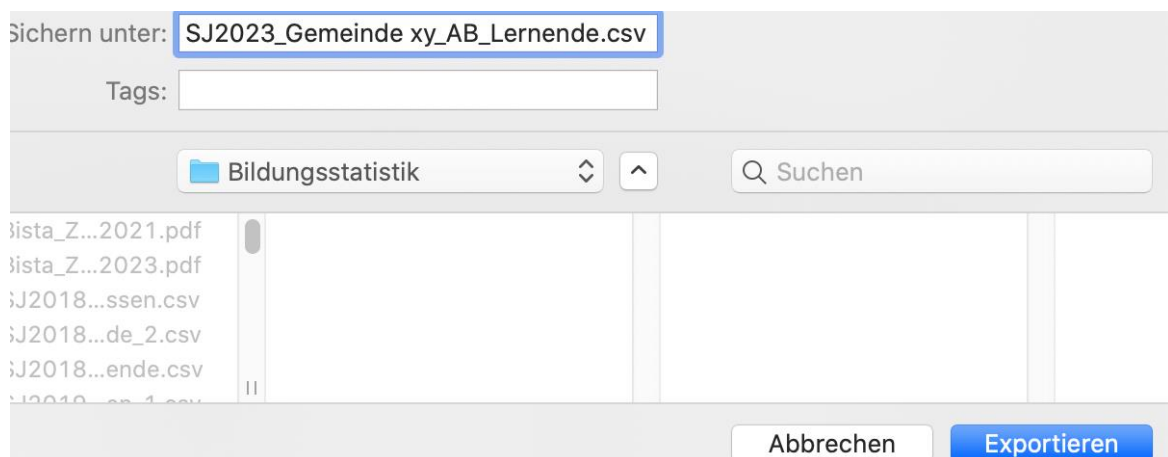 Sichern unter: SJ2023_Gemeinde xy_AB_Lernende.csv
Tags:
Bildungsstatistik
Suchen
Bista_Z...2021.pdf
Bista_Z...2023.pdf
SJ2018...ssen.csv
SJ2018...de_2.csv
SJ2018...ende.csv
Abbrechen
Exportieren